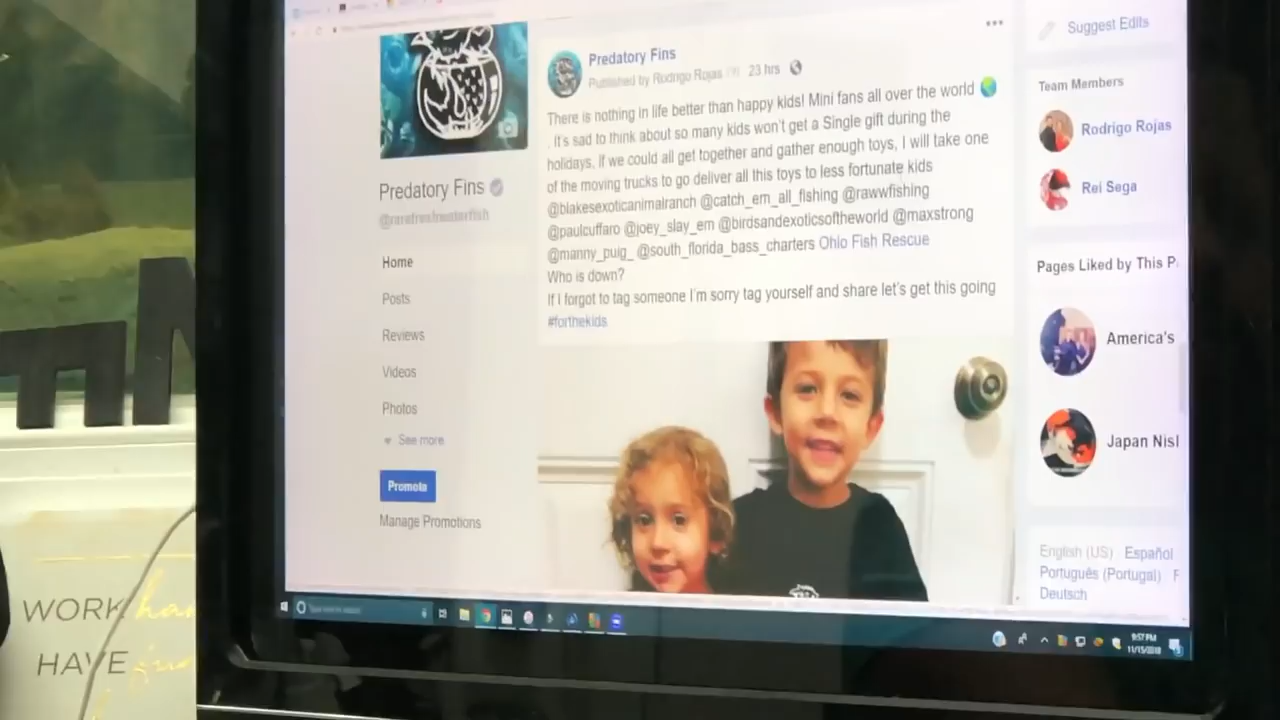 Predatory Fins
@rarefreshwaterfish
Home
Posts
Reviews
Videos
Photos
See more
Promote
Manage Promotions
Predatory Fins
Published by Rodrigo Rojas 23 hrs
There is nothing in life better than happy kids! Mini fans all over the world
. It's sad to think about so many kids won't get a Single gift during the
holidays. If we could all get together and gather enough toys, I will take one
of the moving trucks to go deliver all this toys to less fortunate kids
@blakesexoticanimalranch @catch_em_all_fishing @rawwfishing
@paulcuffaro @joey_slay_em @birdsandexoticsoftheworld @maxstrong
@manny_puig_ @south_florida_bass_charters Ohio Fish Rescue
Who is down?
If I forgot to tag someone I'm sorry tag yourself and share let's get this going
#forthekids
Suggest Edits
Team Members
Rodrigo Rojas
Rei Sega
Pages Liked by This P
America's
Japan Nisl
English (US) Español
Português (Portugal) F
Deutsch
9:57 PM
11/15/2018
WORK
HAVE